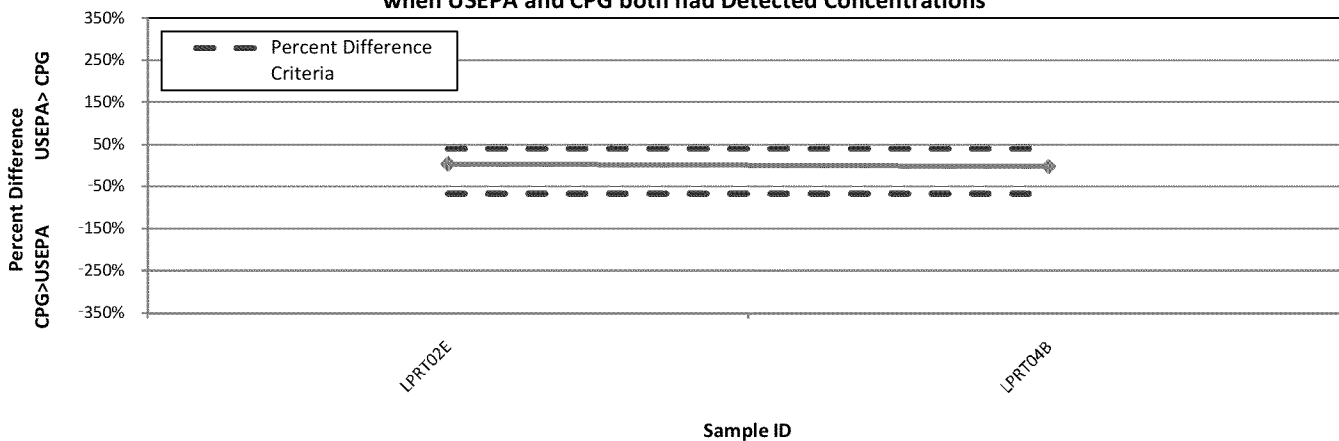 when USEPA and CPG both had Detected Concentrations
350%
250%
150%
50%
-50%
-150%
-250%
-350%
Percent Difference
CPG>USEPA USEPA> CPG
Percent Difference
Criteria
LPRT02E
LPRT04B
Sample ID